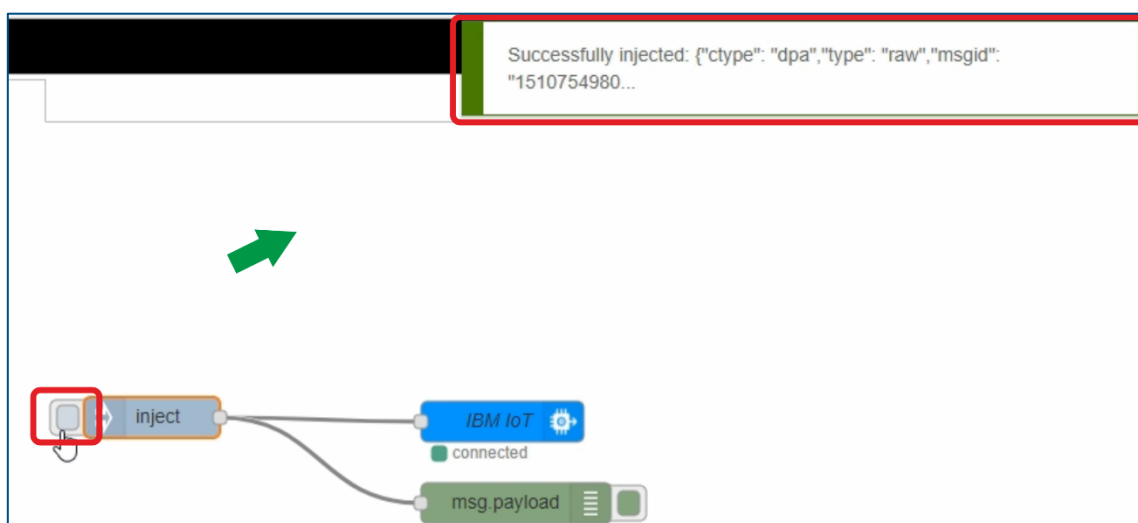 Successfully injected: {"ctype": "dpa","type": "raw","msgid":
"1510754980...
inject
IBM IoT
connected
msg.payload